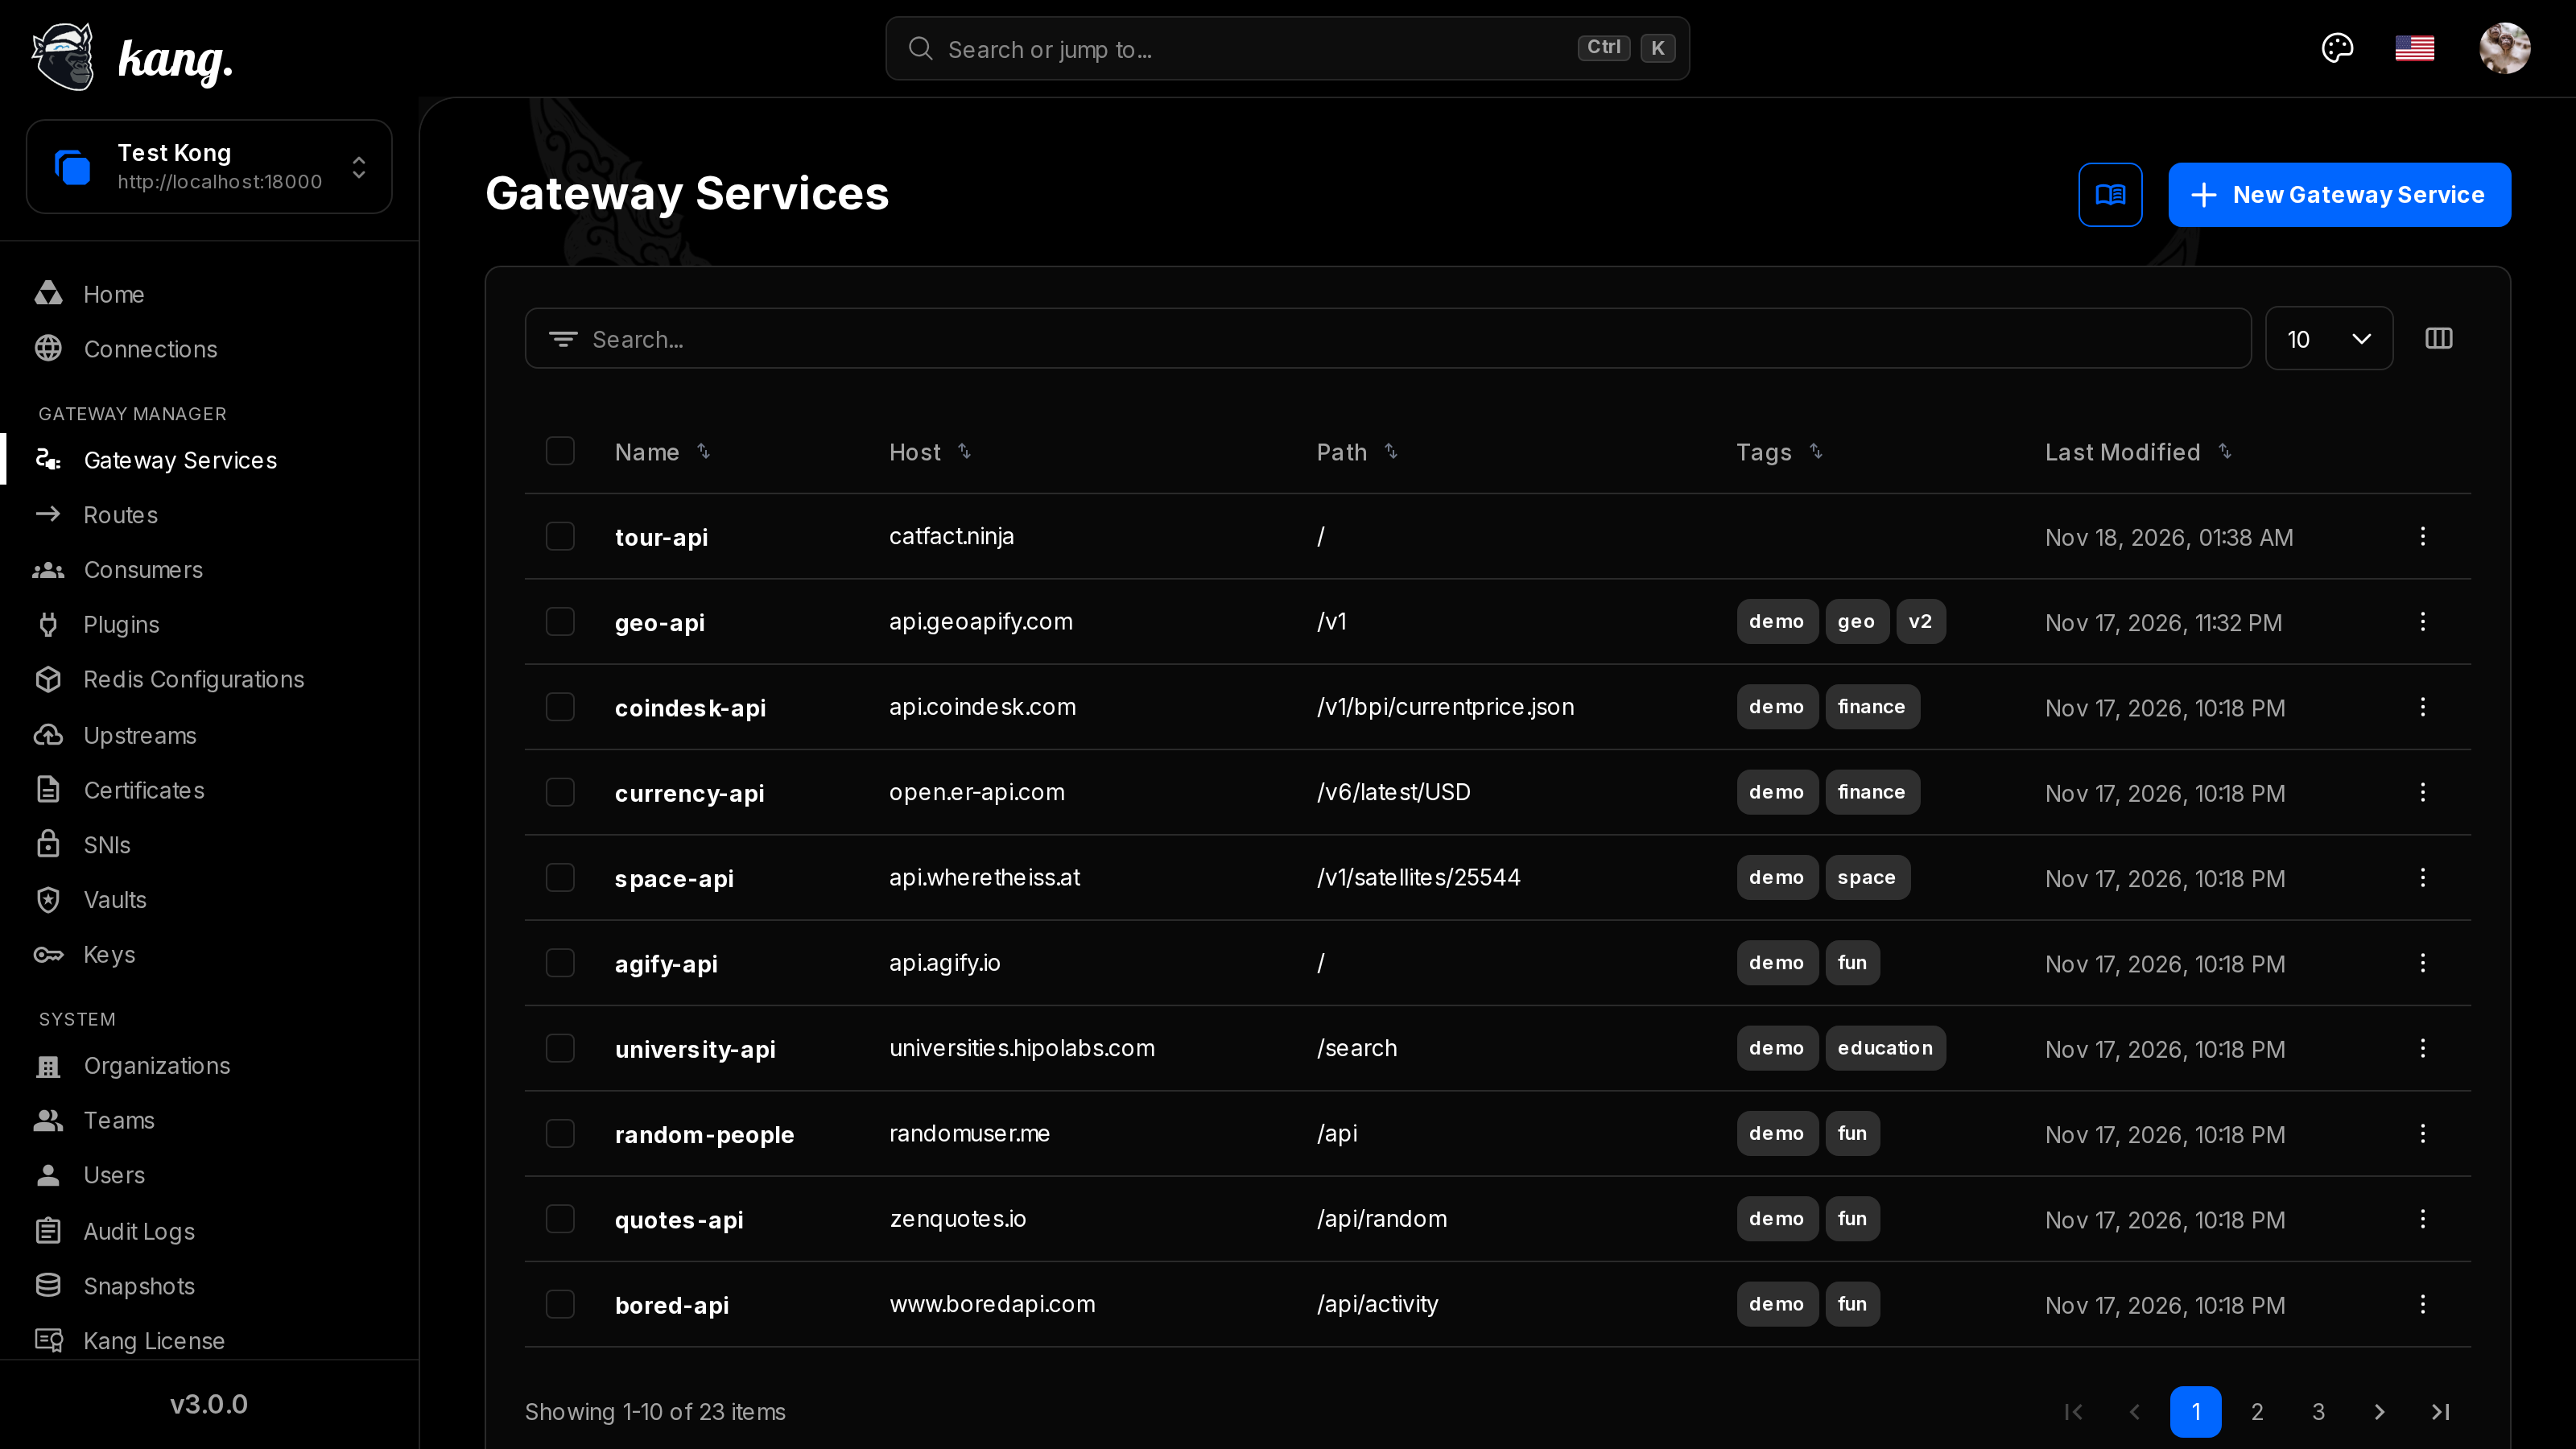 kang.
Search or jump to...
Ctrl K
Test Kong
http://localhost:18000
Home
Connections
GATEWAY MANAGER
Gateway Services
Routes
Consumers
Plugins
Redis Configurations
Upstreams
Certificates
SNIs
Vaults
Keys
SYSTEM
Organizations
Teams
Users
Audit Logs
Snapshots
Kang License
v3.0.0
Gateway Services
New Gateway Service
Search...
10
Name Host Path Tags Last Modified
tour-api catfact.ninja / Nov 18, 2026, 01:38 AM
geo-api api.geoapify.com /v1 demo geo v2 Nov 17, 2026, 11:32 PM
coindesk-api api.coindesk.com /v1/bpi/currentprice.json demo finance Nov 17, 2026, 10:18 PM
currency-api open.er-api.com /v6/latest/USD demo finance Nov 17, 2026, 10:18 PM
space-api api.wheretheiss.at /v1/satellites/25544 demo space Nov 17, 2026, 10:18 PM
agify-api api.agify.io / demo fun Nov 17, 2026, 10:18 PM
university-api universities.hipolabs.com /search demo education Nov 17, 2026, 10:18 PM
random-people randomuser.me /api demo fun Nov 17, 2026, 10:18 PM
quotes-api zenquotes.io /api/random demo fun Nov 17, 2026, 10:18 PM
bored-api www.boredapi.com /api/activity demo fun Nov 17, 2026, 10:18 PM
Showing 1-10 of 23 items
1 2 3